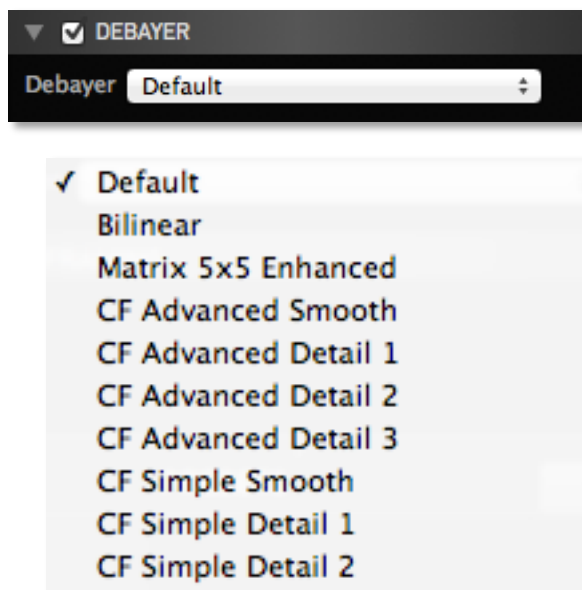 DEBAYER
Debayer Default
✓ Default
Bilinear
Matrix 5x5 Enhanced
CF Advanced Smooth
CF Advanced Detail 1
CF Advanced Detail 2
CF Advanced Detail 3
CF Simple Smooth
CF Simple Detail 1
CF Simple Detail 2